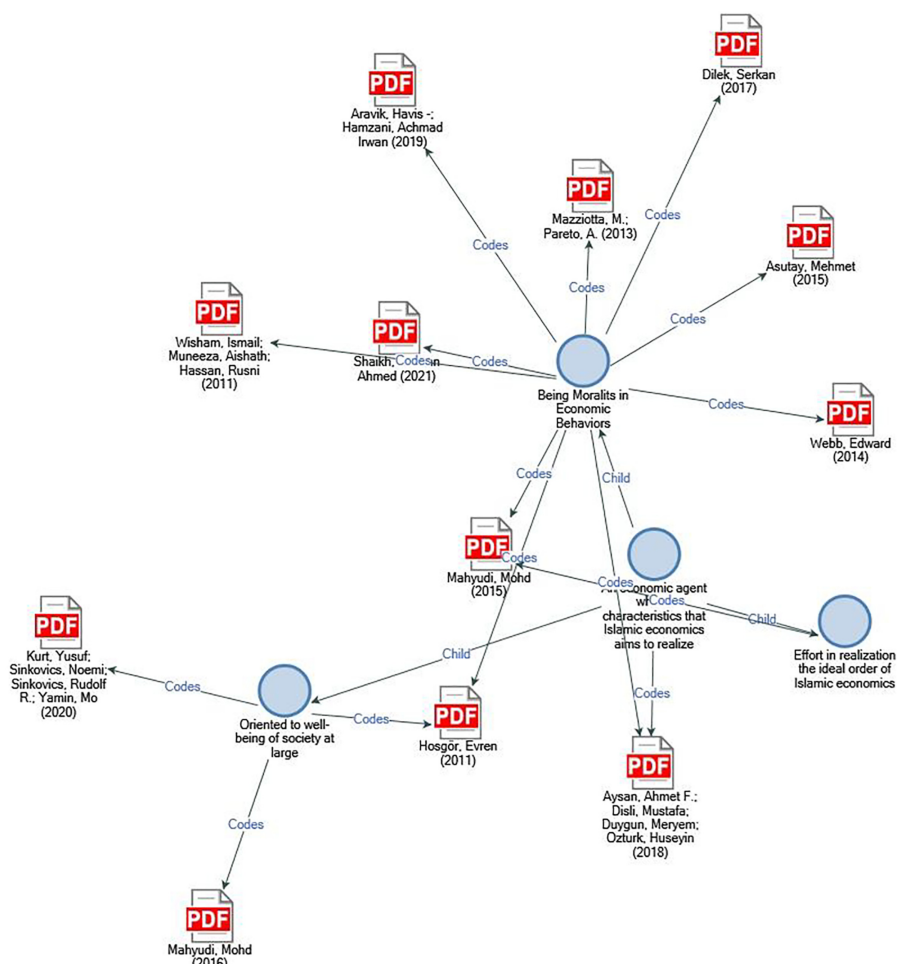 PDF
Dilek, Serkan
(2017)
PDF
Aravik, Havis -;
Hamzani, Achmad
Irwan (2019)
PDF
Mazziotta, M.;
Pareto, A. (2013)
Codes
PDF
Asutay, Mehmet
(2015)
Codes
Codes
PDF
Wisham, Ismail;
Muneeza, Aishath;
Hassan, Rusni
(2011)
PDF
Shaikh,
Ahmed (2021)
Codes
Codes
Codes
Being Moralits in
Economic
Behaviors
Codes
PDF
Webb, Edward
(2014)
Codes
Child
PDF
Mahyudi, Mohd
(2015)
Codes
Codes
Codes
An economic agent
characteristics that
Islamic economics
aims to realize
Child
Effort in realization
the ideal order of
Islamic economics
PDF
Kurt, Yusuf;
Sinkovics, Noemi;
Sinkovics, Rudolf
R.; Yamin, Mo
(2020)
Codes
Child
Oriented to well-
being of society at
large
Codes
PDF
Hosgör, Evren
(2011)
Codes
PDF
Aysan, Ahmet F.;
Disli, Mustafa;
Duygun, Meryem;
Ozturk, Huseyin
(2018)
Codes
PDF
Mahyudi, Mohd
(2016)